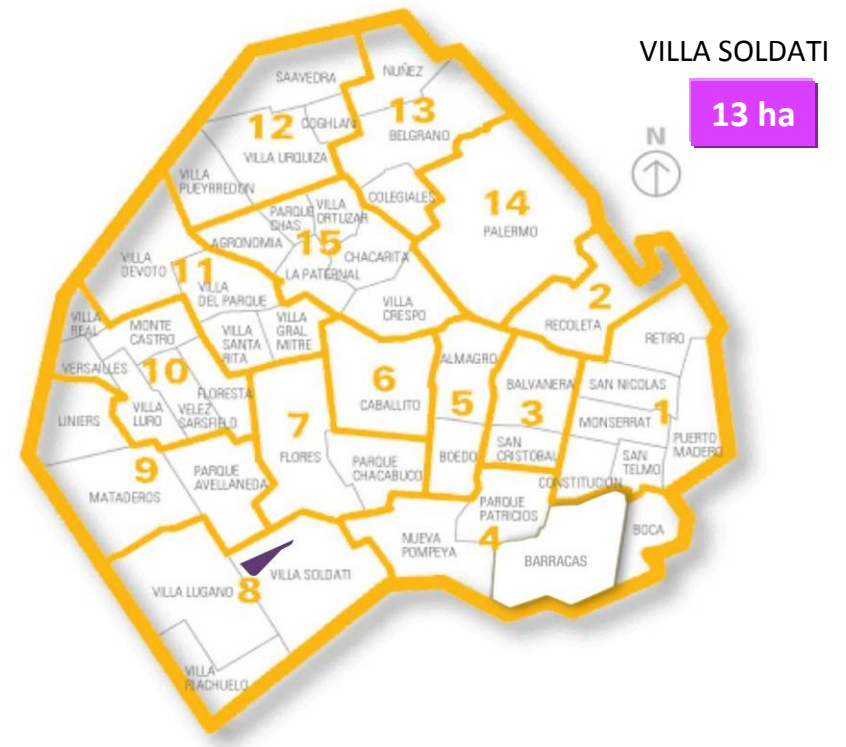 VILLA SOLDATI
13 ha
N
NUÑEZ
SAAVEDRA
13
12
COGHLAN
BELGRANO
VILLA URQUIZA
VILLA
PUEYRREDON
COLEGIALES
14
PALERMO
PARQUE
CHAS
VILLA
ORTUZAR
15
AGRONOMIA
CHACARITA
LA PATERNAL
VILLA
DEVOTO
11
VILLA
DEL PARQUE
VILLA
CRESPO
2
RECOLETA
RETIRO
VILLA
REAL
MONTE
CASTRO
VILLA
SANTA
RITA
VILLA
GRAL
MITRE
VERSAILLES
10
FLORESTA
VILLA
LURO
VELEZ
SARSFIELD
LINIERS
6
CABALLITO
ALMAGRO
5
BOEDO
BALVANERA
3
SAN
CRISTOBAL
SAN NICOLAS
1
MONSERRAT
PUERTO
MADERO
SAN
TELMO
CONSTITUCION
7
FLORES
PARQUE
CHACABUCO
9
MATADEROS
PARQUE
AVELLANEDA
PARQUE
PATRICIOS
4
NUEVA
POMPEYA
BARRACAS
BOCA
VILLA SOLDATI
VILLA LUGANO
8
VILLA
RIACHUELO